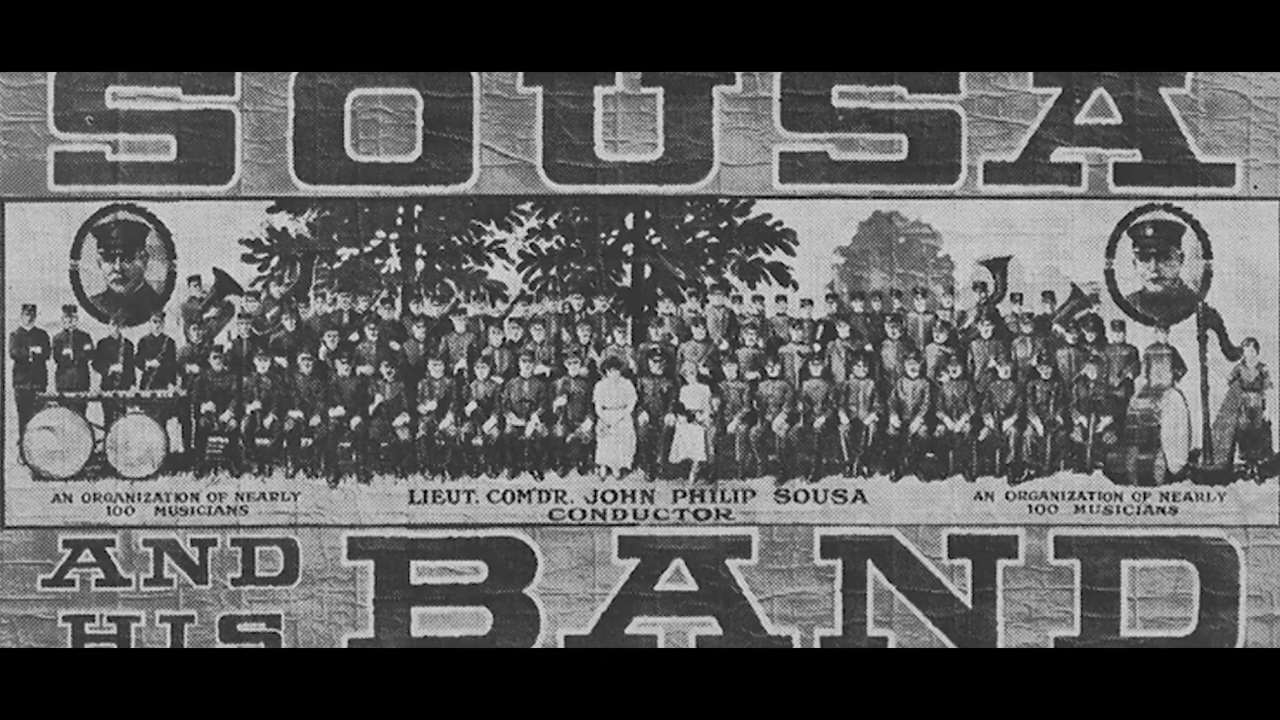 SOUSA
AN ORGANIZATION OF NEARLY
100 MUSICIANS
LIEUT. COM'DR. JOHN PHILIP SOUSA
CONDUCTOR
AN ORGANIZATION OF NEARLY
100 MUSICIANS
AND
HIS
BAND